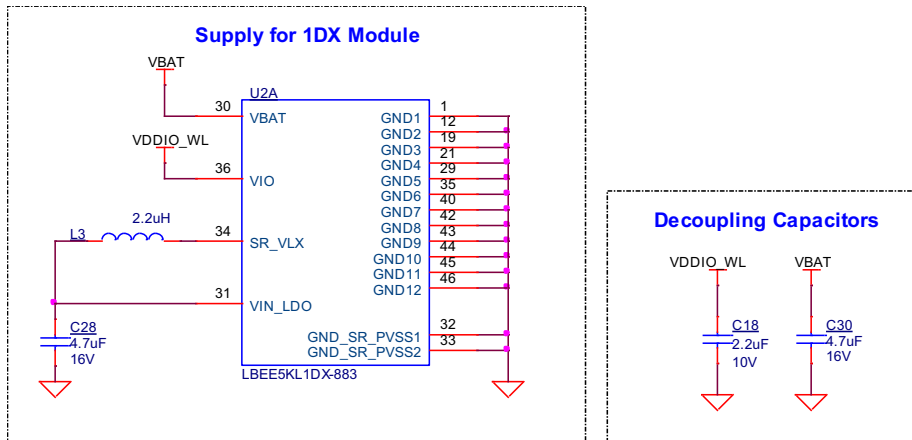 Supply for 1DX Module
VBAT
U2A
30
VBAT
VDDIO_WL
36
VIO
2.2uH
L3
34
SR_VLX
31
VIN_LDO
C28
4.7uF
16V
1
GND1
12
GND2
19
GND3
21
GND4
29
GND5
35
GND6
40
GND7
42
GND8
43
GND9
44
GND10
45
GND11
46
GND12
32
GND_SR_PVSS1
33
GND_SR_PVSS2
LBEE5KL1DX-883
Decoupling Capacitors
VDDIO_WL
VBAT
C18
2.2uF
10V
C30
4.7uF
16V